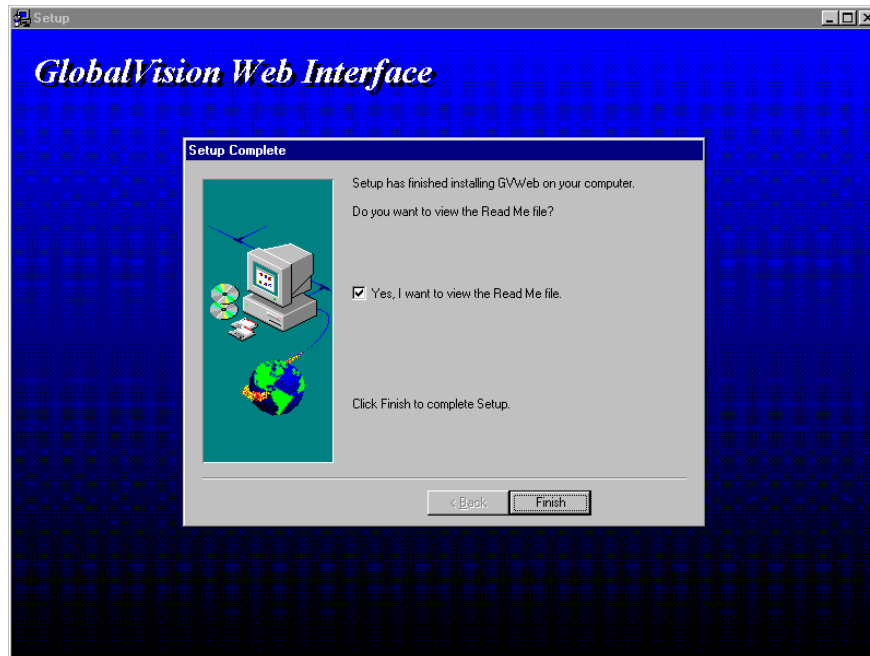 Setup
GlobalVision Web Interface
Setup Complete
Setup has finished installing GVWeb on your computer.
Do you want to view the Read Me file?
Yes, I want to view the Read Me file.
Click Finish to complete Setup.
< Back
Finish